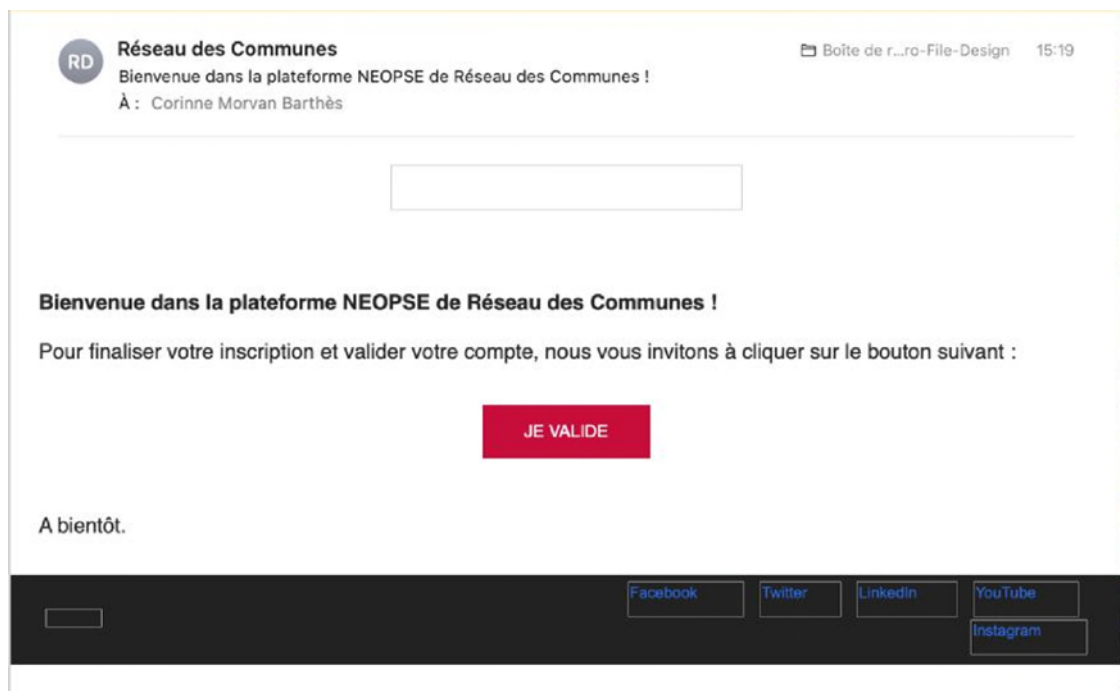 RD
Réseau des Communes
Boîte de r...ro-File-Design 15:19
Bienvenue dans la plateforme NEOPSE de Réseau des Communes !
À : Corinne Morvan Barthès
Bienvenue dans la plateforme NEOPSE de Réseau des Communes !
Pour finaliser votre inscription et valider votre compte, nous vous invitons à cliquer sur le bouton suivant :
JE VALIDE
A bientôt.
Facebook Twitter LinkedIn YouTube
Instagram